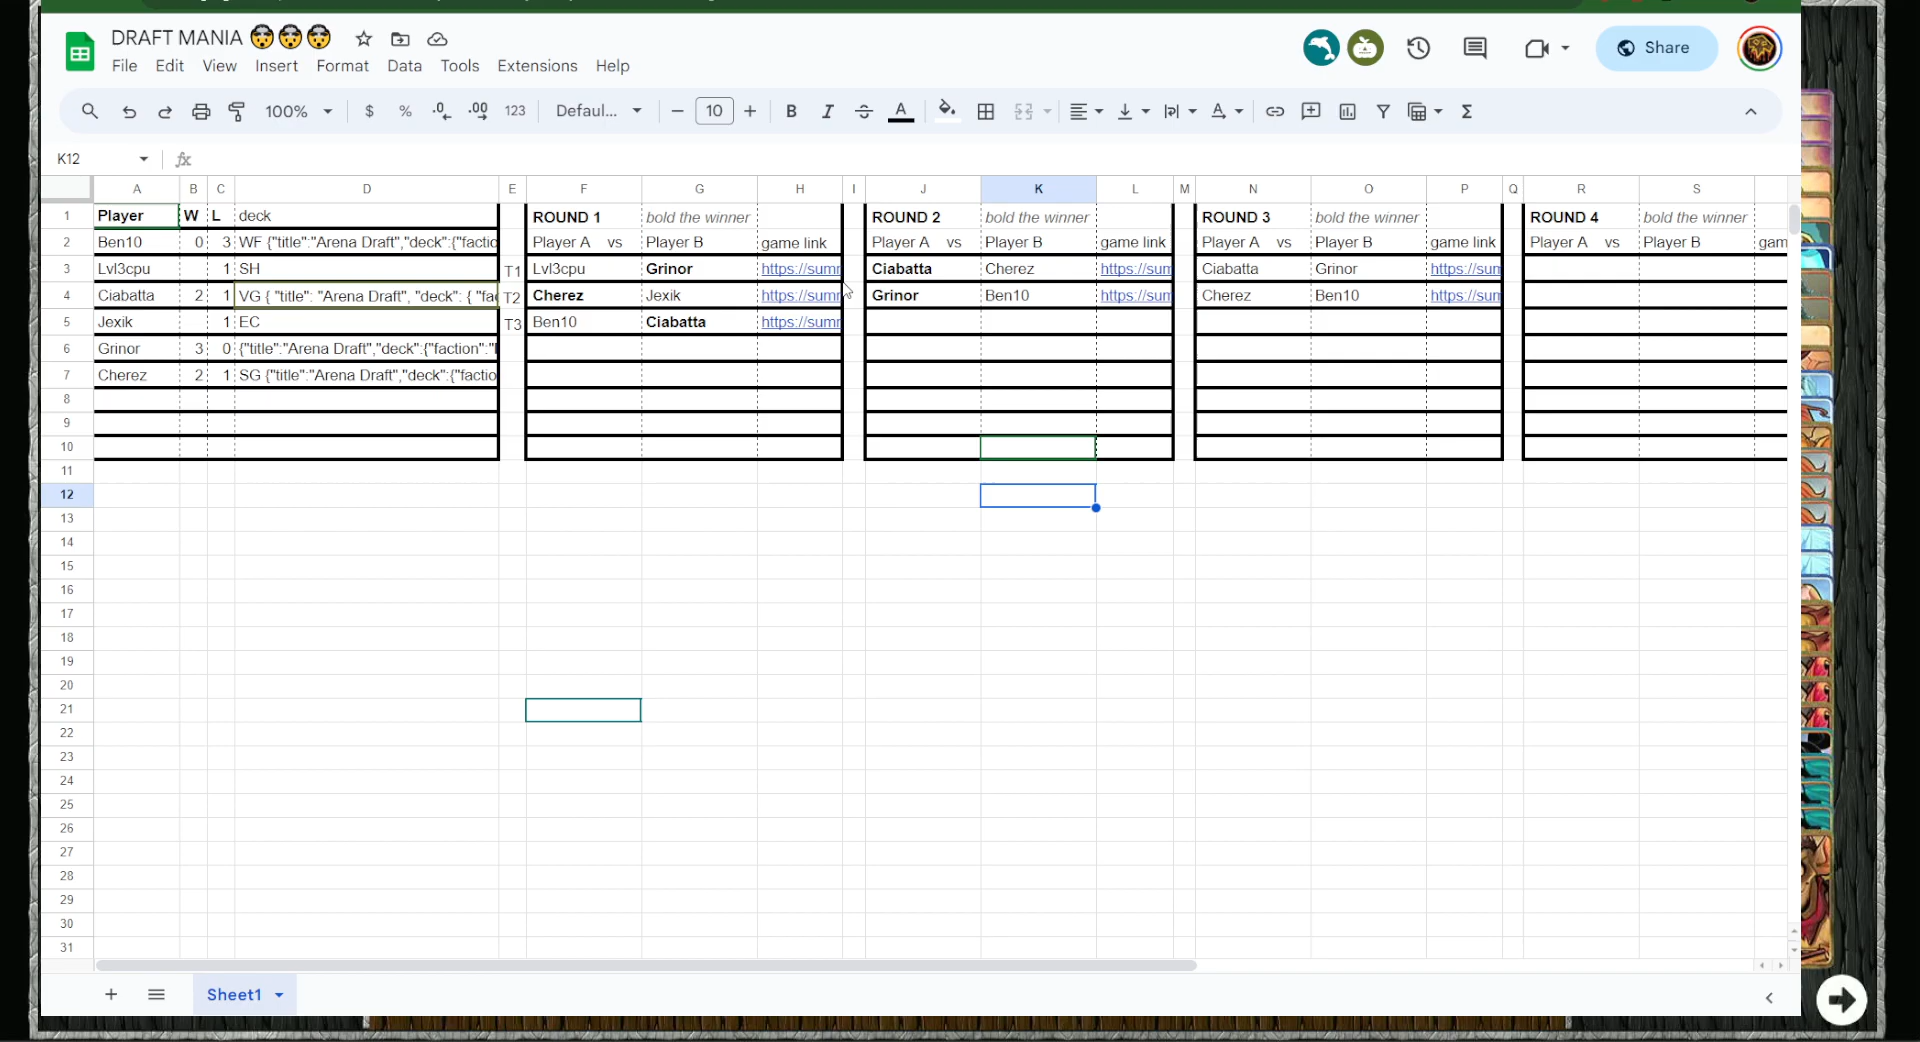 DRAFT MANIA 🤯🤯🤯
File Edit View Insert Format Data Tools Extensions Help
Share
100% $ % .0 .00 123 Defaul... − 10 + B I A Σ
K12 fx
A B C D E F G H I J K L M N O P Q R S
1 Player W L deck ROUND 1 bold the winner ROUND 2 bold the winner ROUND 3 bold the winner ROUND 4 bold the winner
2 Ben10 0 3 WF {"title":"Arena Draft","deck":{"factio Player A vs Player B game link Player A vs Player B game link Player A vs Player B game link Player A vs Player B gam
3 Lvl3cpu 1 SH T1 Lvl3cpu Grinor https://sumr Ciabatta Cherez https://sum Ciabatta Grinor https://sum
4 Ciabatta 2 1 VG { "title": "Arena Draft", "deck": { "fac T2 Cherez Jexik https://sumr Grinor Ben10 https://sum Cherez Ben10 https://sum
5 Jexik 1 EC T3 Ben10 Ciabatta https://sumr
6 Grinor 3 0 {"title":"Arena Draft","deck":{"faction":"
7 Cherez 2 1 SG {"title":"Arena Draft","deck":{"factio
8
9
10
11
12
13
14
15
16
17
18
19
20
21
22
23
24
25
26
27
28
29
30
31
Sheet1